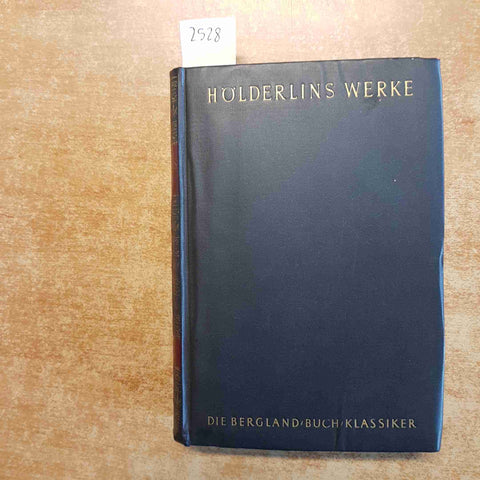 2528
HÖLDERLINS WERKE
DIE BERGLAND/BUCH/KLASSIKER